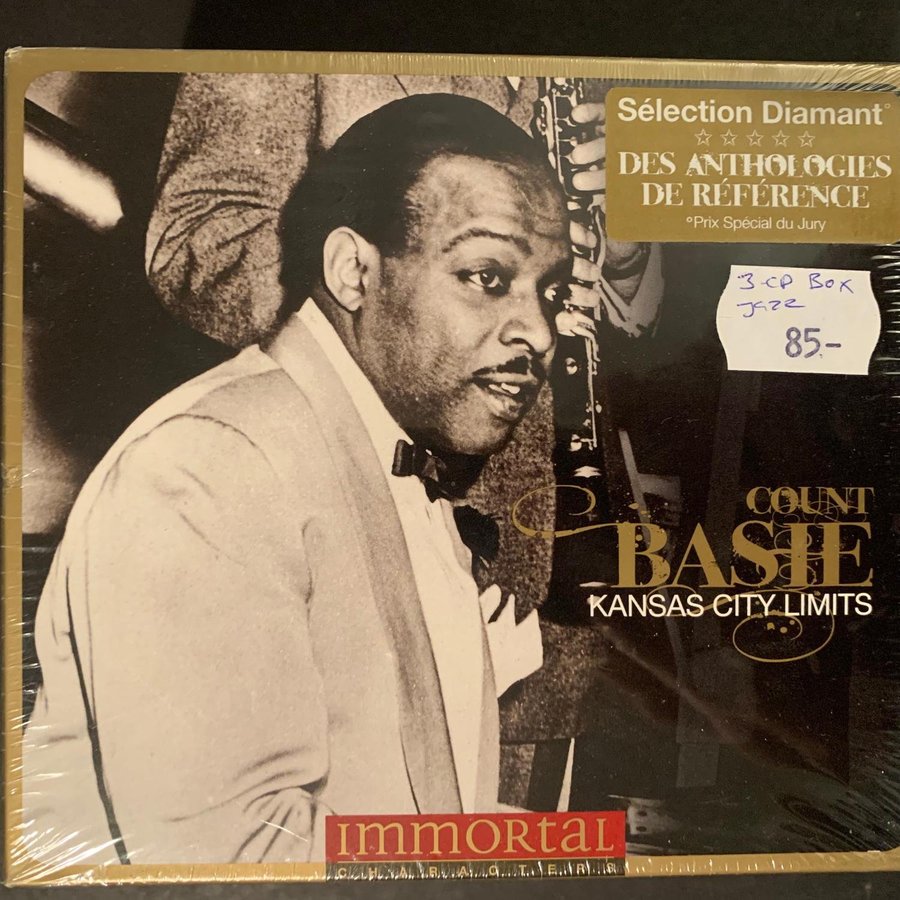 Sélection Diamant°
DES ANTHOLOGIES
DE RÉFÉRENCE
°Prix Spécial du Jury
3-CD BOX
Jazz
85.-
COUNT
BASIE
KANSAS CITY LIMITS
IMMORtaL
CHARACTERS